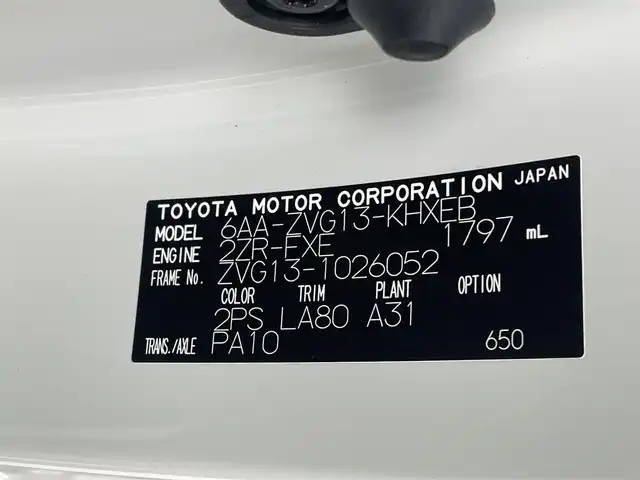 TOYOTA MOTOR CORPORATION JAPAN
MODEL 6AA-ZVG13-KHXEB
ENGINE 2ZR-FXE 1797 mL
FRAME No. ZVG13-1026052
COLOR TRIM PLANT OPTION
2PS LA80 A31
TRANS./AXLE PA10 650